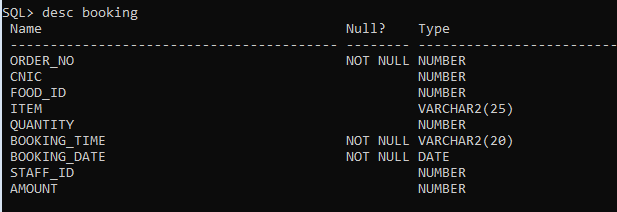 SQL> desc booking
Name Null? Type
----------------------------------------- -------- ----------------------------
ORDER_NO NOT NULL NUMBER
CNIC NUMBER
FOOD_ID NUMBER
ITEM VARCHAR2(25)
QUANTITY NUMBER
BOOKING_TIME NOT NULL VARCHAR2(20)
BOOKING_DATE NOT NULL DATE
STAFF_ID NUMBER
AMOUNT NUMBER